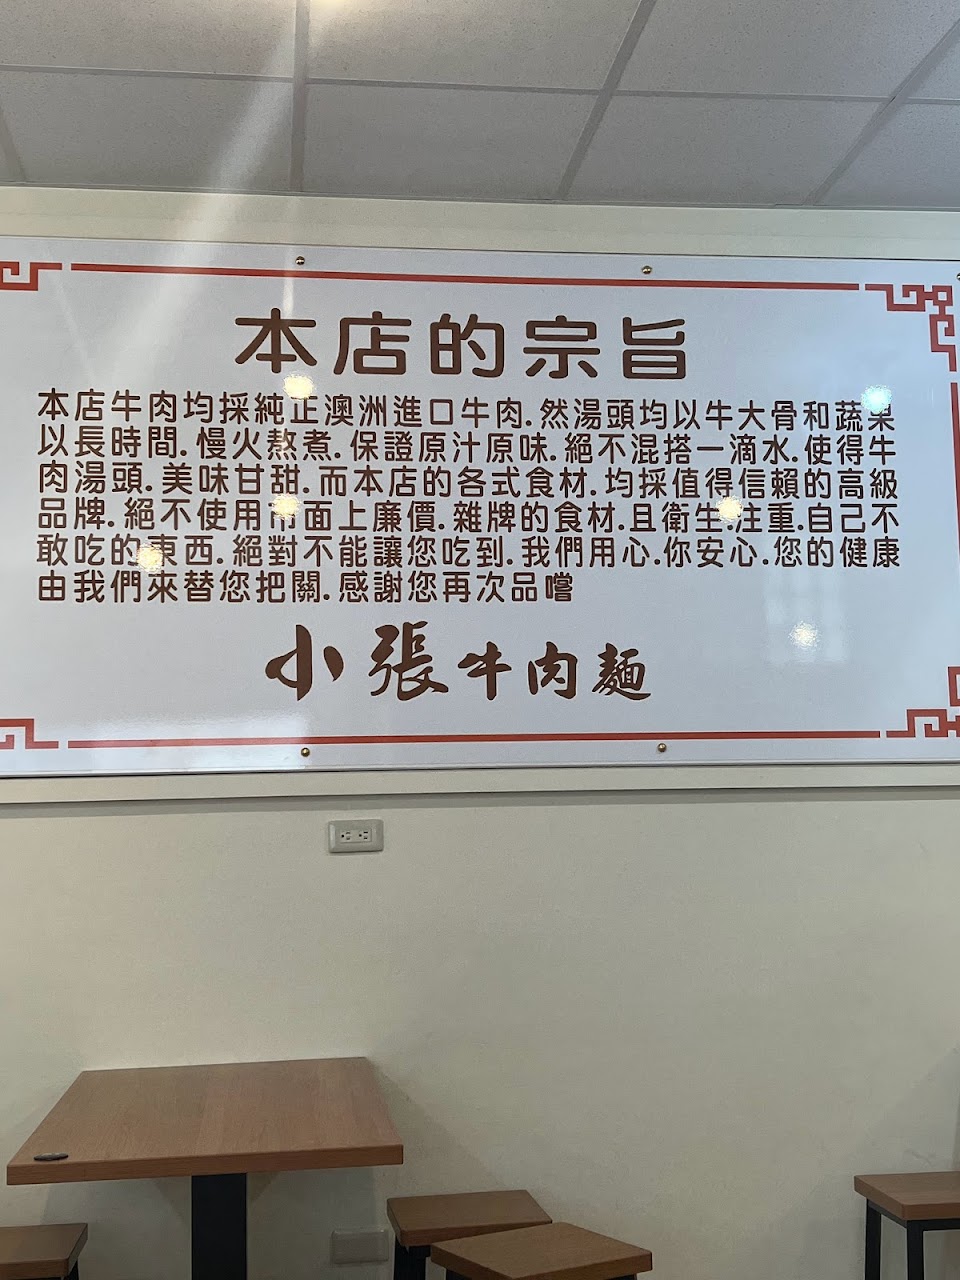 本店的宗旨
本店牛肉均採純正澳洲進口牛肉.然湯頭均以牛大骨和蔬果
以長時間.慢火熬煮.保證原汁原味.絕不混搭一滴水.使得牛
肉湯頭.美味甘甜.而本店的各式食材.均採值得信賴的高級
品牌.絕不使用市面上廉價.雜牌的食材.且衛生.注重.自己不
敢吃的東西.絕對不能讓您吃到.我們用心.你安心.您的健康
由我們來替您把關.感謝您再次品嚐
小張牛肉麵